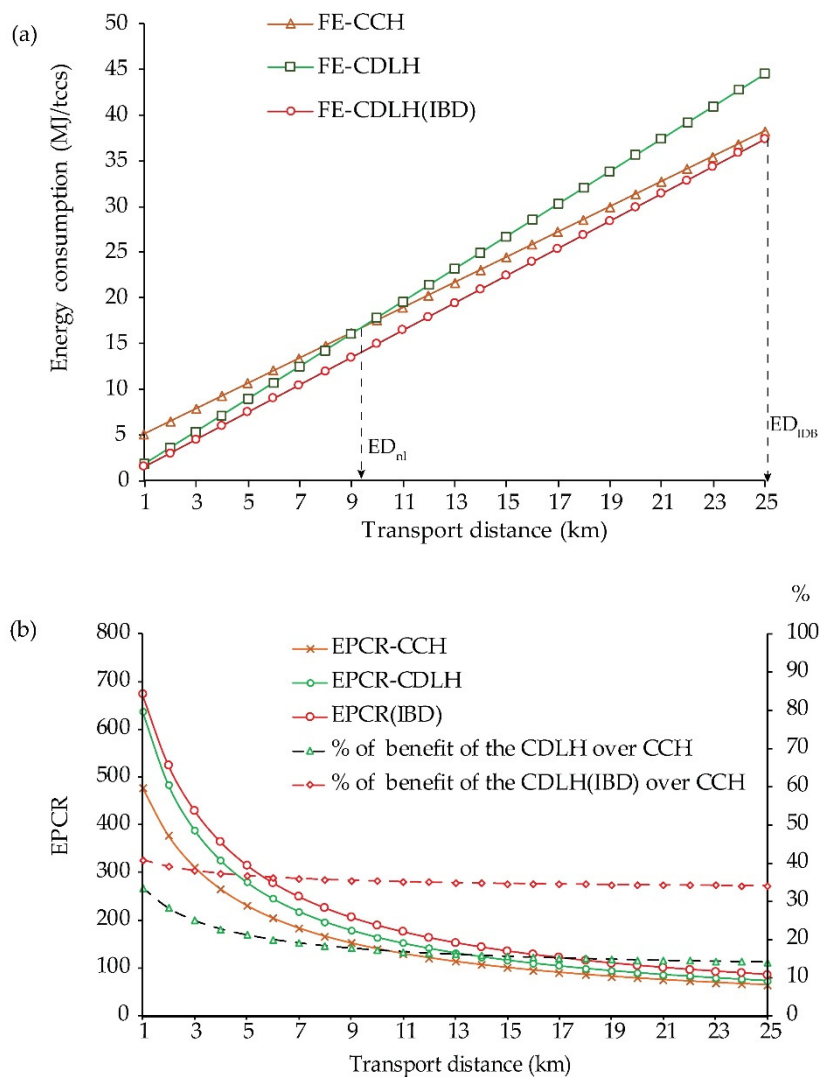 (a)
50
45
40
35
30
25
20
15
10
5
0
Energy consumption (MJ/tccs)
FE-CCH
FE-CDLH
FE-CDLH(IBD)
ED_nl
ED_IDB
1 3 5 7 9 11 13 15 17 19 21 23 25
Transport distance (km)
(b)
%
800
700
600
500
400
300
200
100
0
EPCR
EPCR-CCH
EPCR-CDLH
EPCR(IBD)
% of benefit of the CDLH over CCH
% of benefit of the CDLH(IBD) over CCH
100
90
80
70
60
50
40
30
20
10
0
1 3 5 7 9 11 13 15 17 19 21 23 25
Transport distance (km)